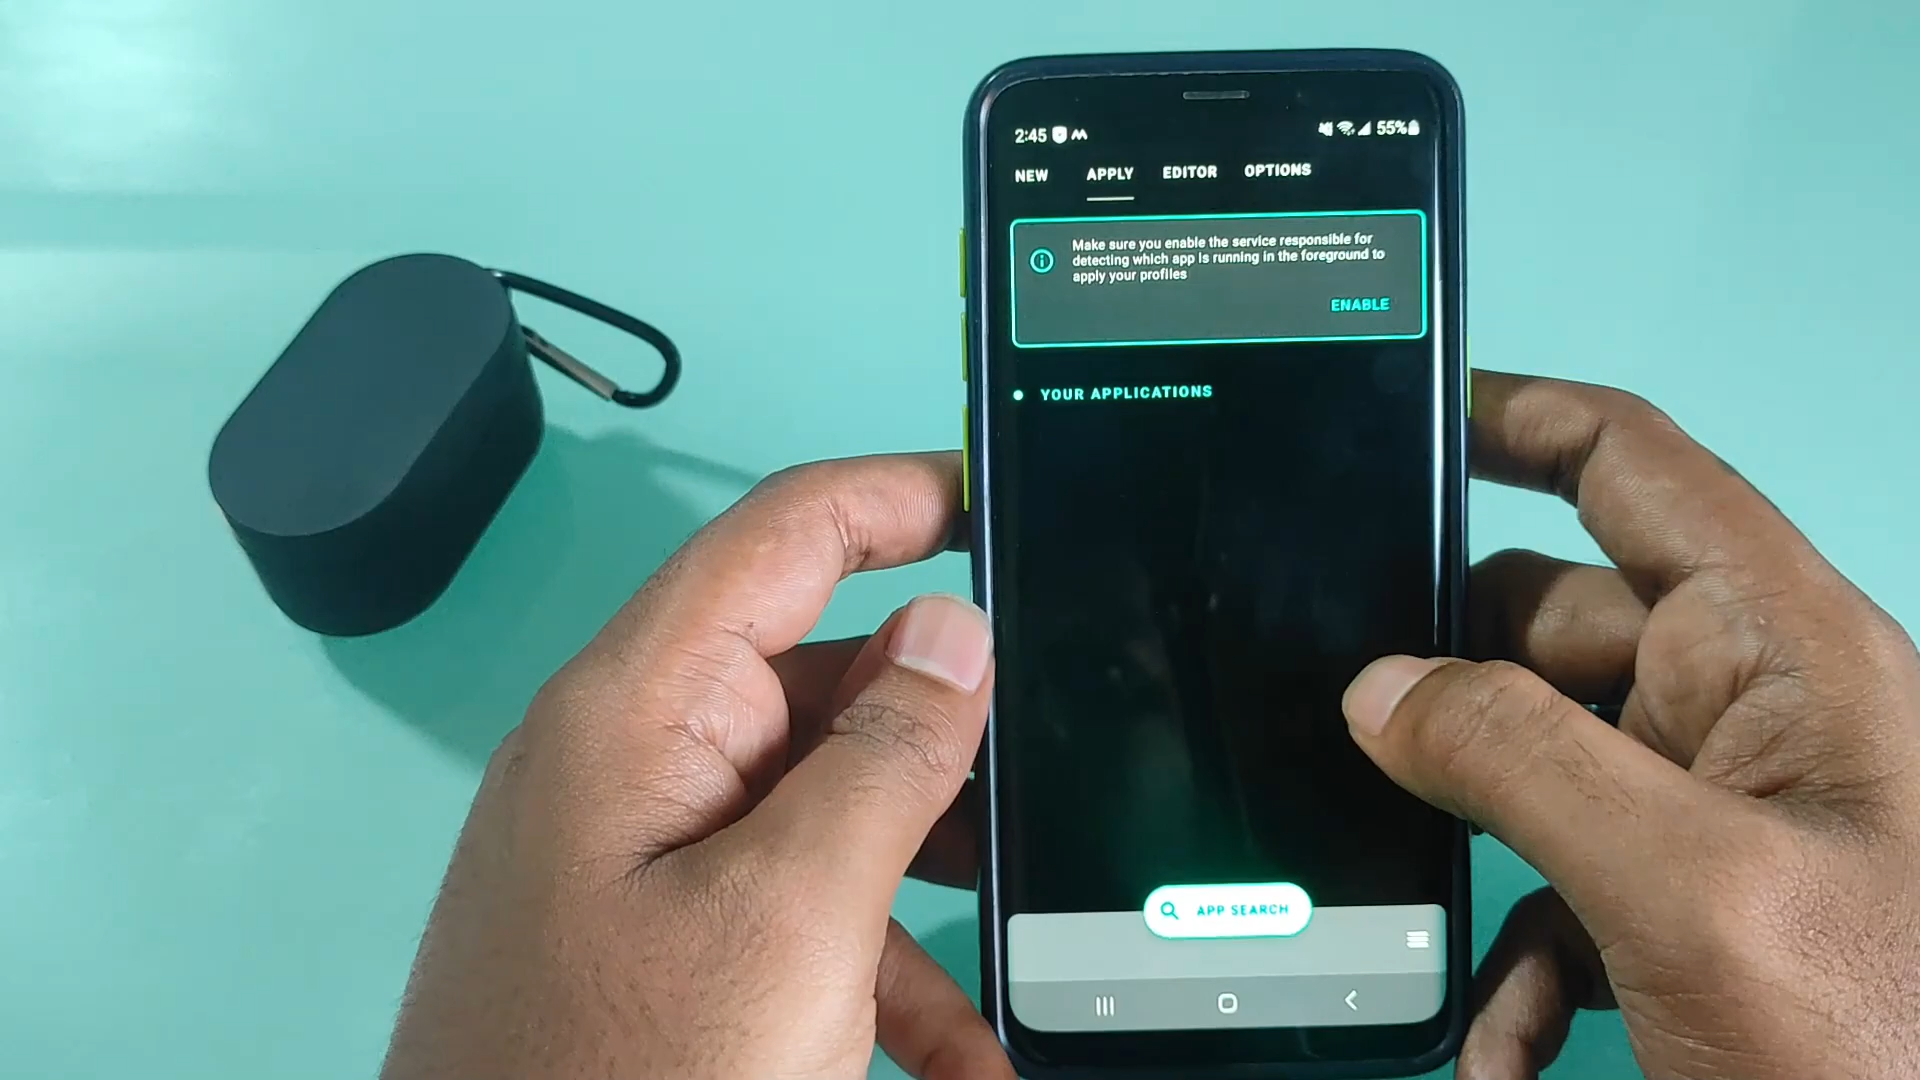 2:45 55%
NEW APPLY EDITOR OPTIONS
Make sure you enable the service responsible for
detecting which app is running in the foreground to
apply your profiles
ENABLE
YOUR APPLICATIONS
APP SEARCH